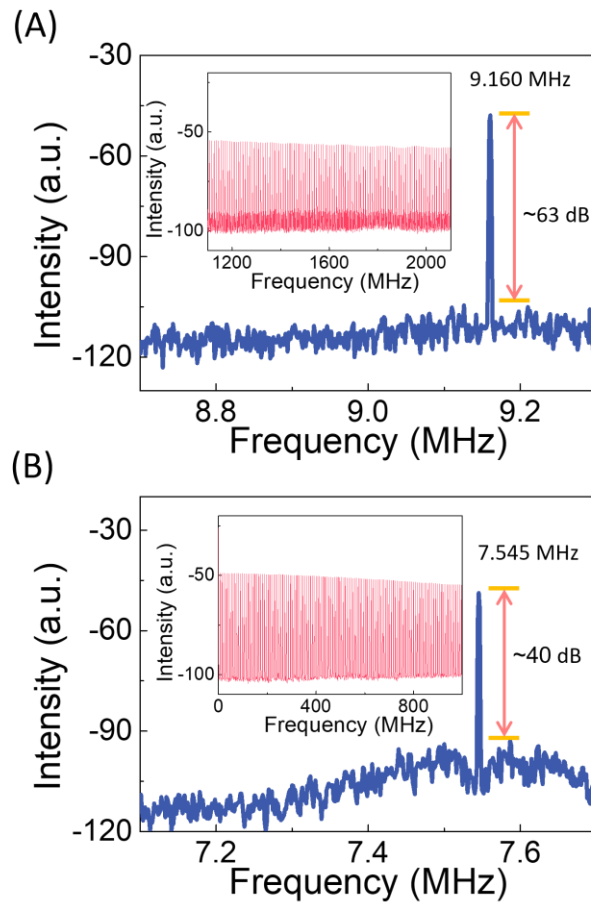 (A)
-30
-60
-90
-120
Intensity (a.u.)
9.160 MHz
~63 dB
-50
-100
Intensity (a.u.)
1200 1600 2000
Frequency (MHz)
8.8 9.0 9.2
Frequency (MHz)
(B)
-30
-60
-90
-120
Intensity (a.u.)
7.545 MHz
~40 dB
-50
-100
Intensity (a.u.)
0 400 800
Frequency (MHz)
7.2 7.4 7.6
Frequency (MHz)